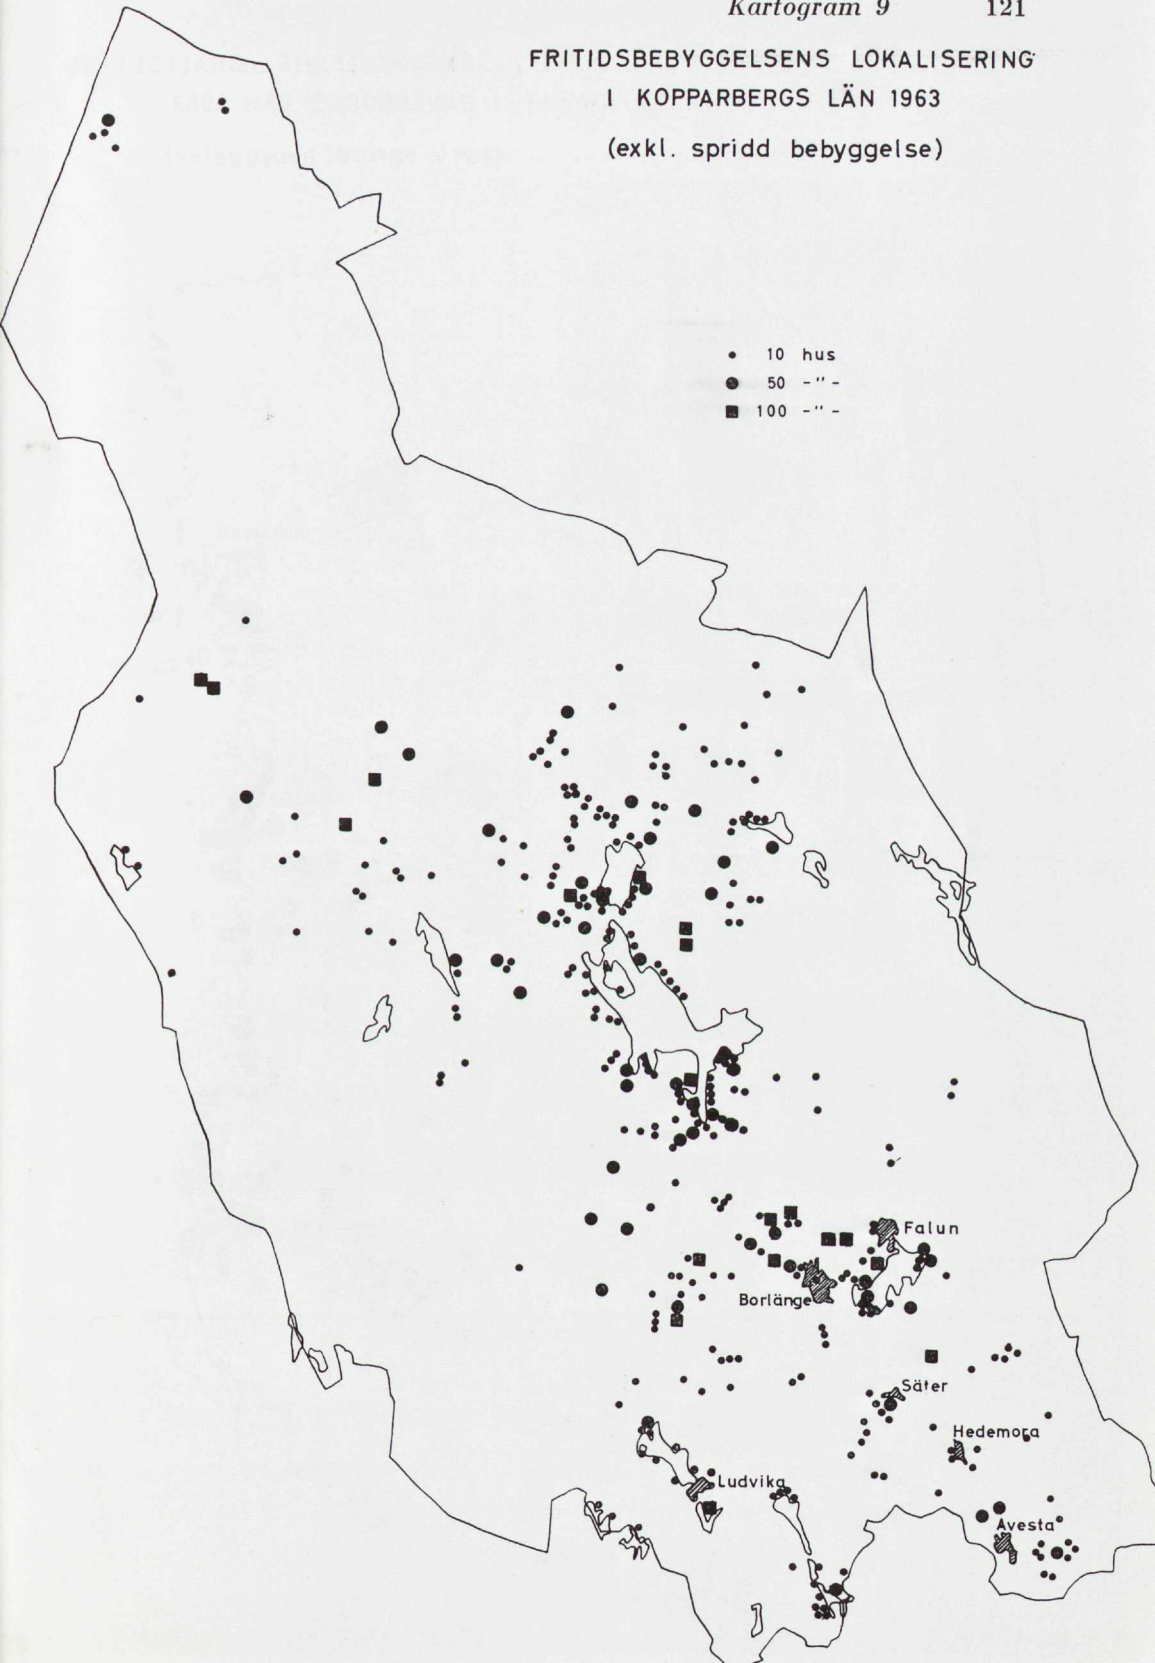 Kartogram 9 121
FRITIDSBEBYGGELSENS LOKALISERING
I KOPPARBERGS LÄN 1963
(exkl. spridd bebyggelse)
10 hus
50 -"-
100 -"-
Falun
Borlänge
Säter
Hedemora
Ludvika
Avesta